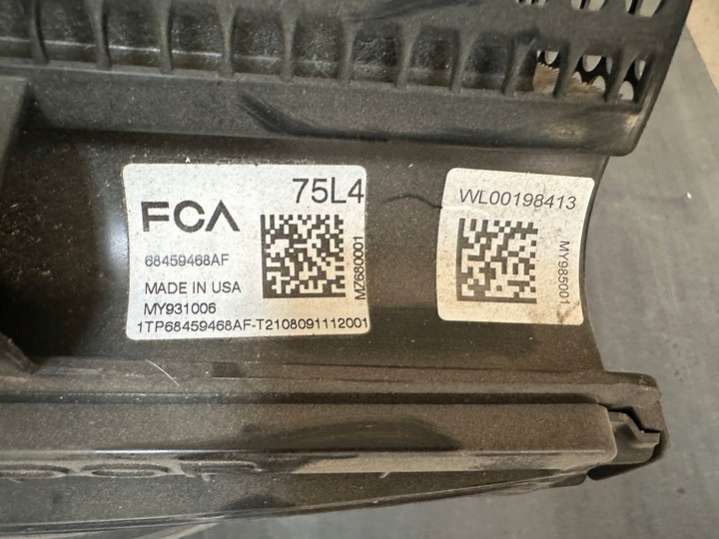 75L4
FCA
68459468AF
MADE IN USA
MY931006
1TP68459468AF-T2108091112001
MZ680001
WL00198413
MY985001